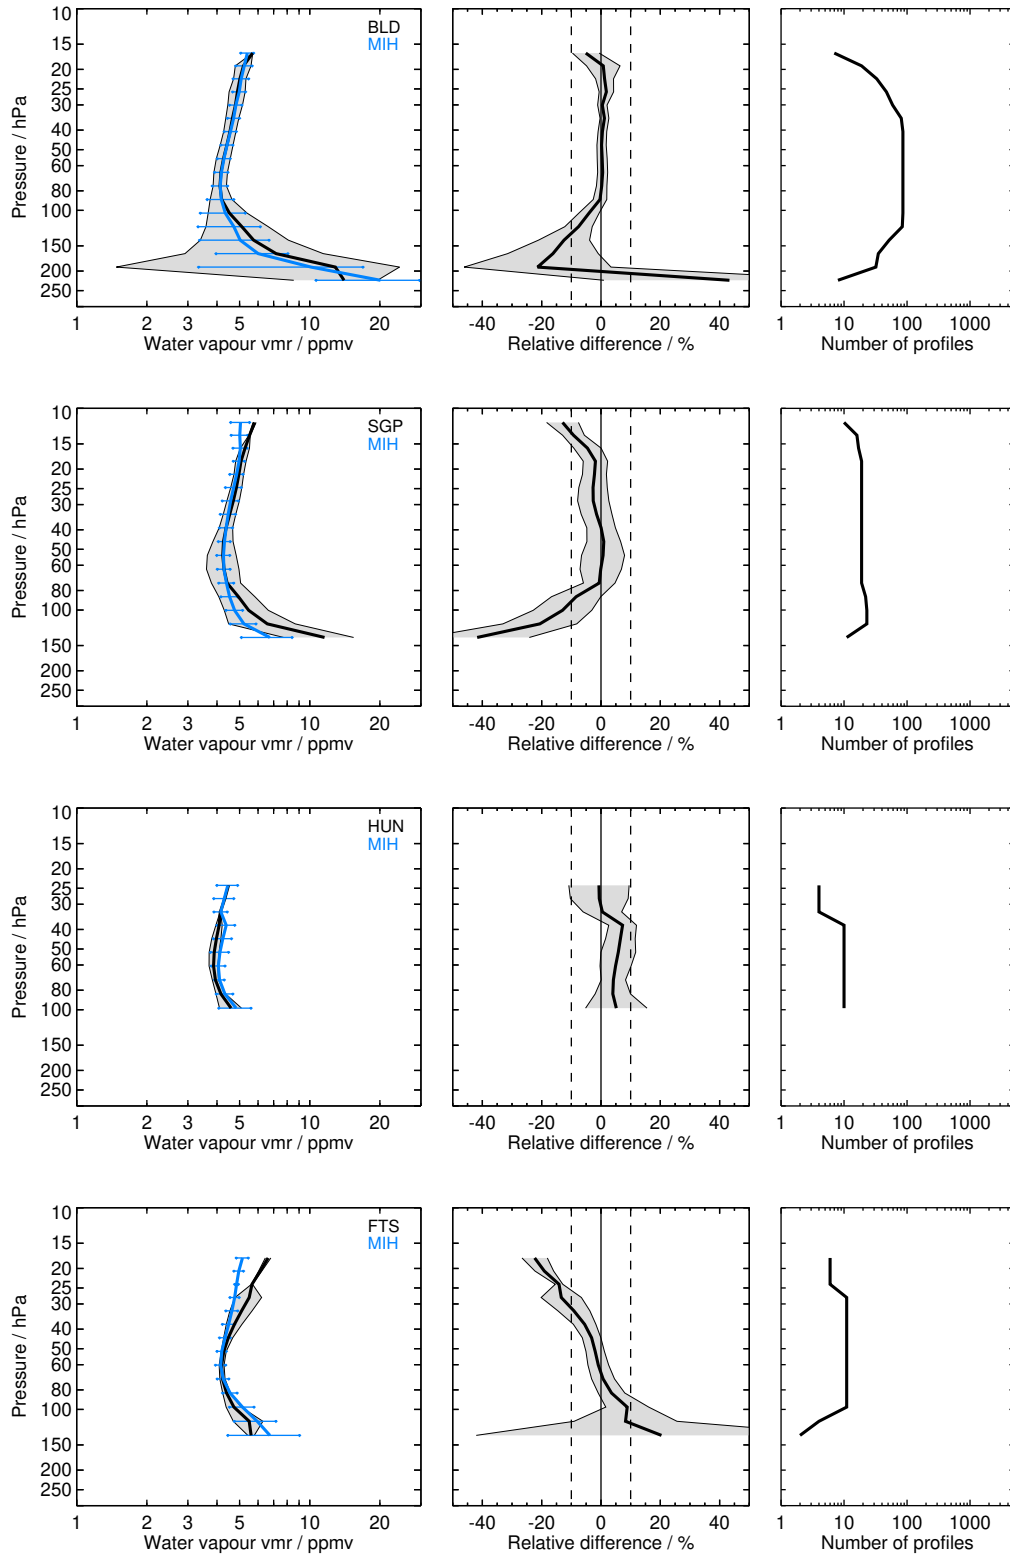 10
15
20
25
30
40
50
60
80
100
150
200
250
Pressure / hPa
BLD
MIH
1 2 3 5 10 20
Water vapour vmr / ppmv
-40 -20 0 20 40
Relative difference / %
1 10 100 1000
Number of profiles
10
15
20
25
30
40
50
60
80
100
150
200
250
Pressure / hPa
SGP
MIH
1 2 3 5 10 20
Water vapour vmr / ppmv
-40 -20 0 20 40
Relative difference / %
1 10 100 1000
Number of profiles
10
15
20
25
30
40
50
60
80
100
150
200
250
Pressure / hPa
HUN
MIH
1 2 3 5 10 20
Water vapour vmr / ppmv
-40 -20 0 20 40
Relative difference / %
1 10 100 1000
Number of profiles
10
15
20
25
30
40
50
60
80
100
150
200
250
Pressure / hPa
FTS
MIH
1 2 3 5 10 20
Water vapour vmr / ppmv
-40 -20 0 20 40
Relative difference / %
1 10 100 1000
Number of profiles